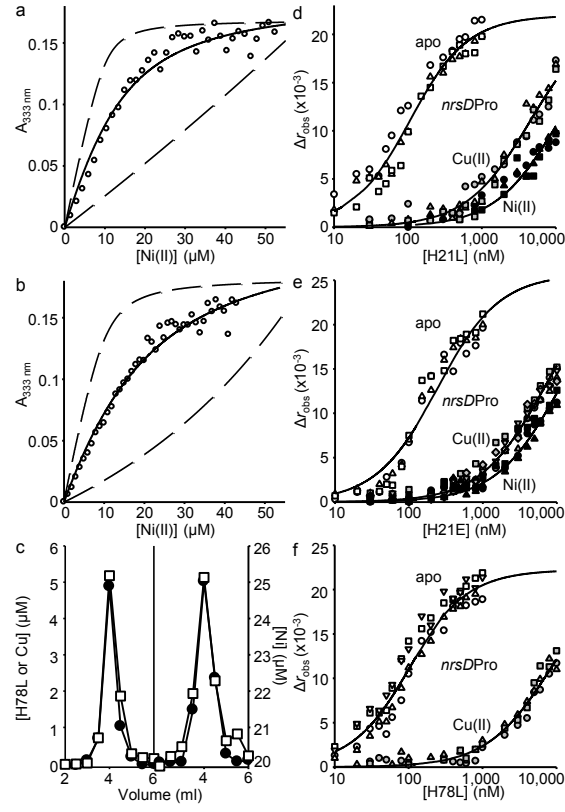 a
A333 nm
0.15
0.1
0.05
0
0 10 20 30 40 50
[Ni(II)] (µM)
b
A333 nm
0.15
0.1
0.05
0
0 10 20 30 40 50
[Ni(II)] (µM)
c
[H78L or Cu] (µM)
6
5
4
3
2
1
0
2 4 6 4 6
Volume (ml)
26
25
24
23
22
21
20
[Ni] (µM)
d
Δrobs (x10-3)
25
20
15
10
5
0
apo
nrsDPro
Cu(II)
Ni(II)
10 100 1,000 10,000
[H21L] (nM)
e
Δrobs (x10-3)
25
20
15
10
5
0
apo
nrsDPro
Cu(II)
Ni(II)
10 100 1,000 10,000
[H21E] (nM)
f
Δrobs (x10-3)
25
20
15
10
5
0
apo
nrsDPro
Cu(II)
10 100 1,000 10,000
[H78L] (nM)